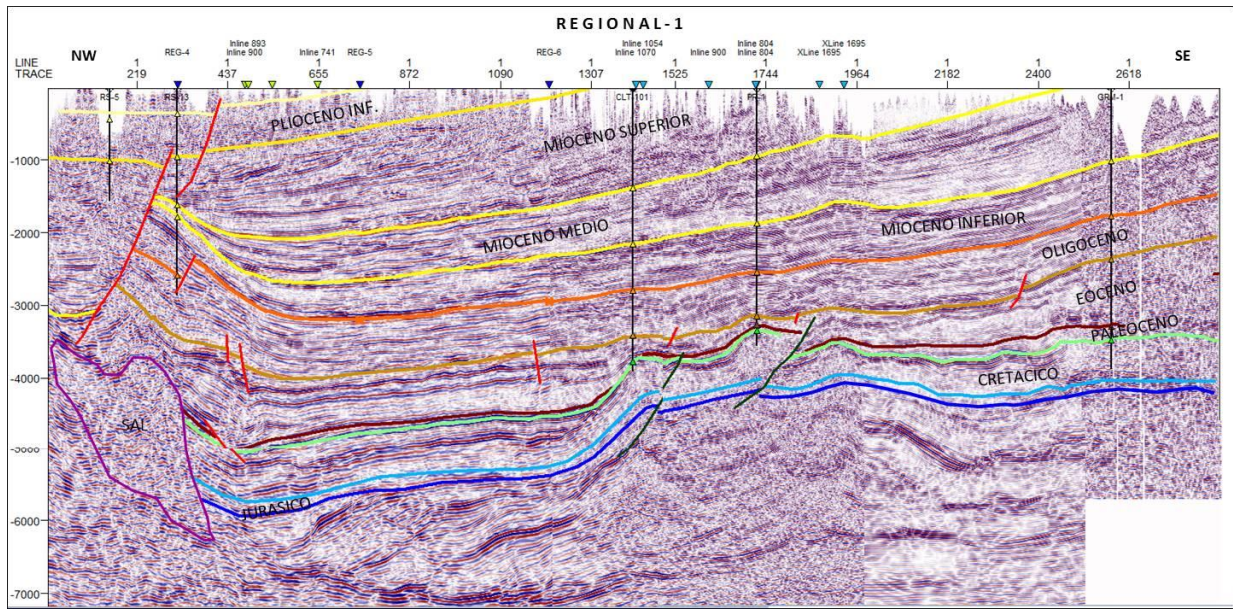 REGIONAL-1
NW
SE
Inline 893
Inline 1054
Inline 804
XLine 1695
REG-4
Inline 900
Inline 741
REG-5
REG-6
Inline 1070
Inline 900
Inline 804
XLine 1695
LINE 1 1 1 1 1 1 1 1 1 1 1 1
TRACE 219 437 655 872 1090 1307 1525 1744 1964 2182 2400 2618
RS-5
PLIOCENO INF.
MIOCENO SUPERIOR
-1000
-2000
MIOCENO MEDIO
MIOCENO INFERIOR
OLIGOCENO
-3000
EOCENO
PALEOCENO
-4000
CRETACICO
SAL
-5000
JURASICO
-6000
-7000